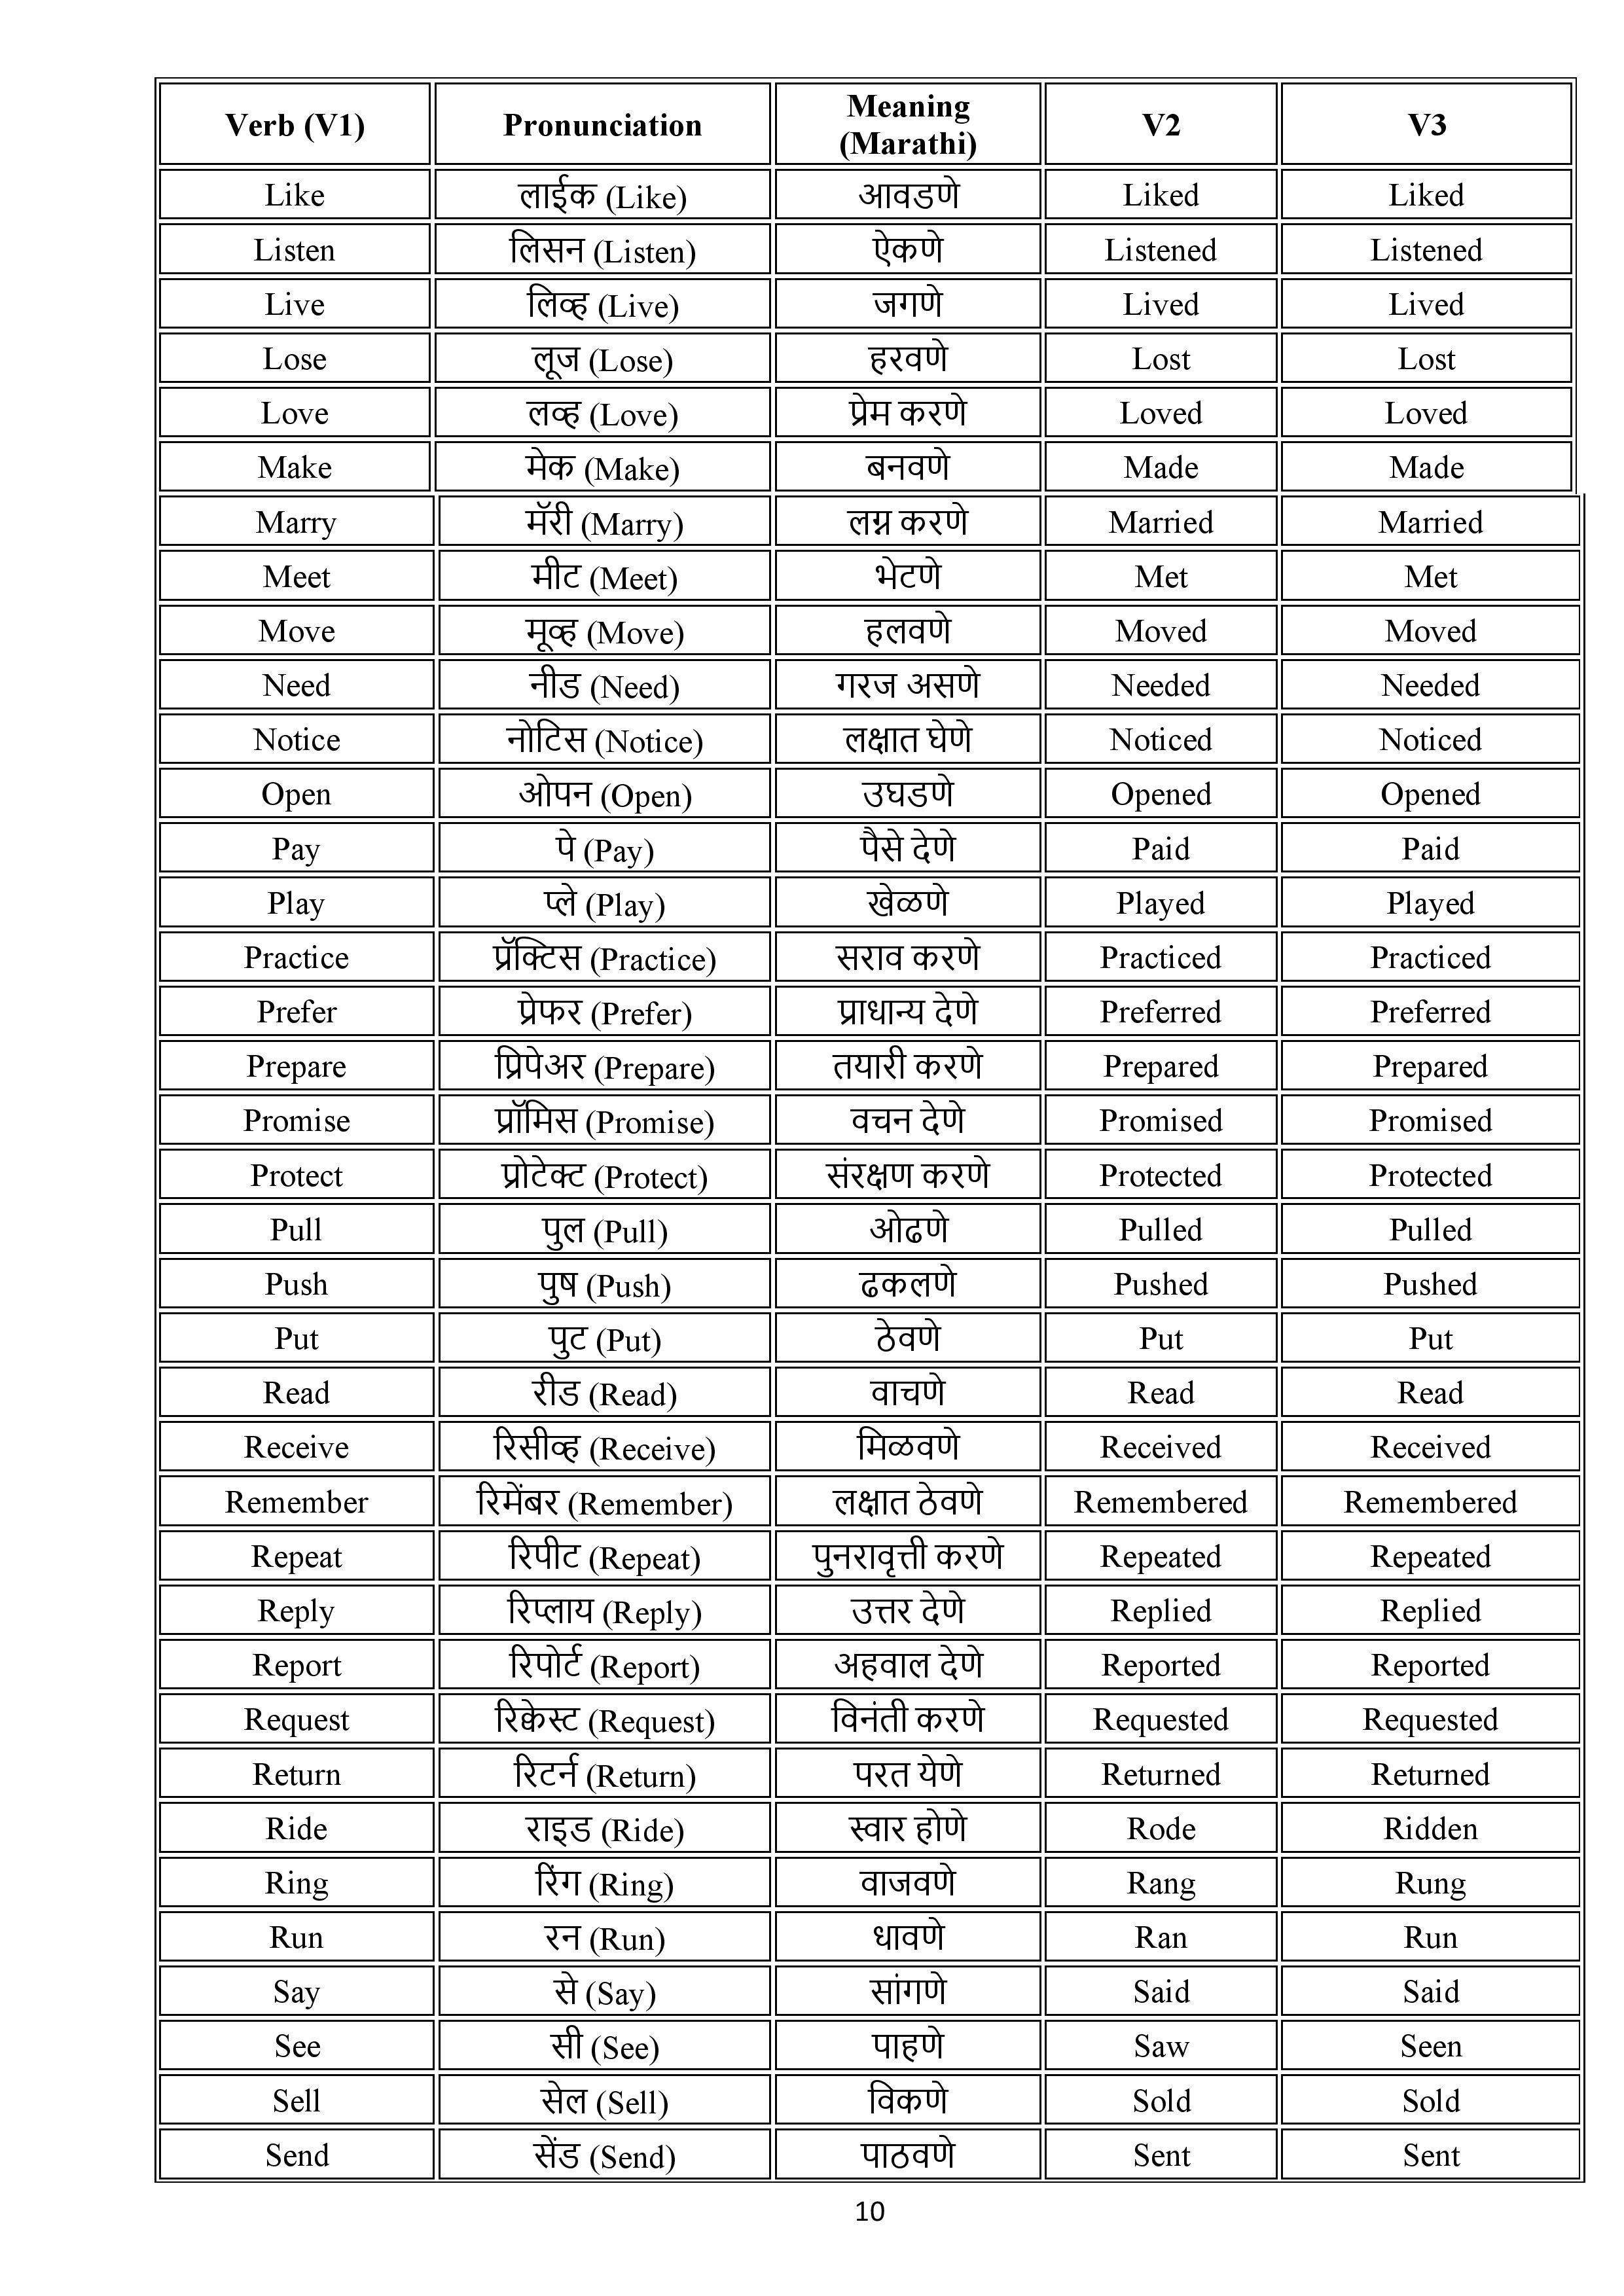 Verb (V1) Pronunciation Meaning (Marathi) V2 V3
Like लाईक (Like) आवडणे Liked Liked
Listen लिसन (Listen) ऐकणे Listened Listened
Live लिव्ह (Live) जगणे Lived Lived
Lose लूज (Lose) हरवणे Lost Lost
Love लव्ह (Love) प्रेम करणे Loved Loved
Make मेक (Make) बनवणे Made Made
Marry मॅरी (Marry) लग्न करणे Married Married
Meet मीट (Meet) भेटणे Met Met
Move मूव्ह (Move) हलवणे Moved Moved
Need नीड (Need) गरज असणे Needed Needed
Notice नोटिस (Notice) लक्षात घेणे Noticed Noticed
Open ओपन (Open) उघडणे Opened Opened
Pay पे (Pay) पैसे देणे Paid Paid
Play प्ले (Play) खेळणे Played Played
Practice प्रॅक्टिस (Practice) सराव करणे Practiced Practiced
Prefer प्रेफर (Prefer) प्राधान्य देणे Preferred Preferred
Prepare प्रिपेअर (Prepare) तयारी करणे Prepared Prepared
Promise प्रॉमिस (Promise) वचन देणे Promised Promised
Protect प्रोटेक्ट (Protect) संरक्षण करणे Protected Protected
Pull पुल (Pull) ओढणे Pulled Pulled
Push पुष (Push) ढकलणे Pushed Pushed
Put पुट (Put) ठेवणे Put Put
Read रीड (Read) वाचणे Read Read
Receive रिसीव्ह (Receive) मिळवणे Received Received
Remember रिमेंबर (Remember) लक्षात ठेवणे Remembered Remembered
Repeat रिपीट (Repeat) पुनरावृत्ती करणे Repeated Repeated
Reply रिप्लाय (Reply) उत्तर देणे Replied Replied
Report रिपोर्ट (Report) अहवाल देणे Reported Reported
Request रिक्वेस्ट (Request) विनंती करणे Requested Requested
Return रिटर्न (Return) परत येणे Returned Returned
Ride राइड (Ride) स्वार होणे Rode Ridden
Ring रिंग (Ring) वाजवणे Rang Rung
Run रन (Run) धावणे Ran Run
Say से (Say) सांगणे Said Said
See सी (See) पाहणे Saw Seen
Sell सेल (Sell) विकणे Sold Sold
Send सेंड (Send) पाठवणे Sent Sent
10